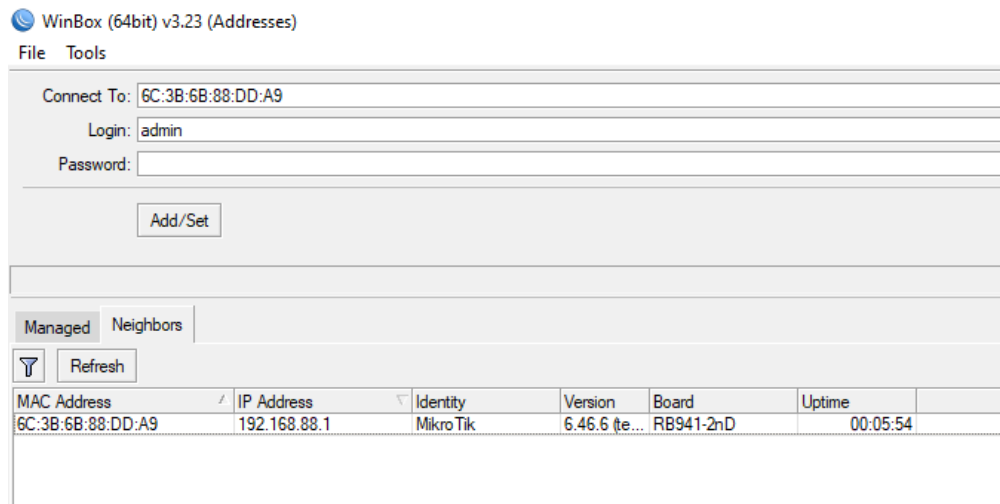 WinBox (64bit) v3.23 (Addresses)
File Tools
Connect To: 6C:3B:6B:88:DD:A9
Login: admin
Password:
Add/Set
Managed Neighbors
Refresh
MAC Address IP Address Identity Version Board Uptime
6C:3B:6B:88:DD:A9 192.168.88.1 MikroTik 6.46.6 (te... RB941-2nD 00:05:54